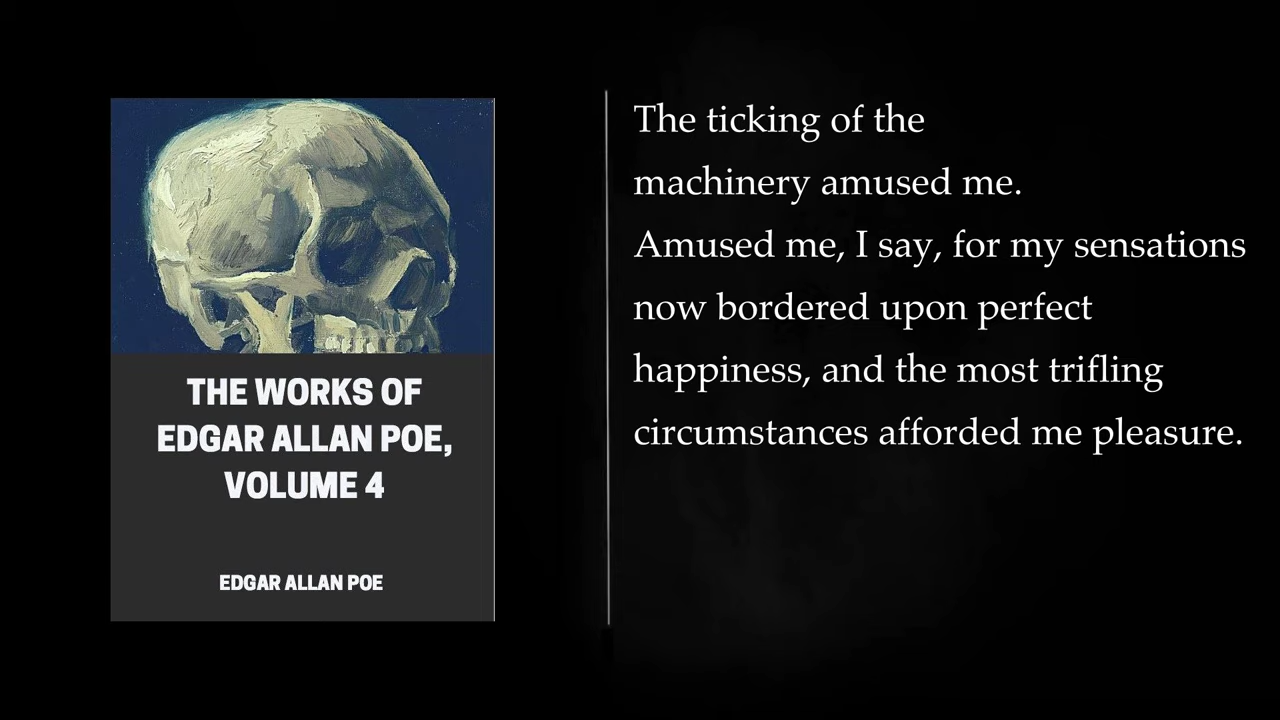 THE WORKS OF
EDGAR ALLAN POE,
VOLUME 4
EDGAR ALLAN POE
The ticking of the
machinery amused me.
Amused me, I say, for my sensations
now bordered upon perfect
happiness, and the most trifling
circumstances afforded me pleasure.